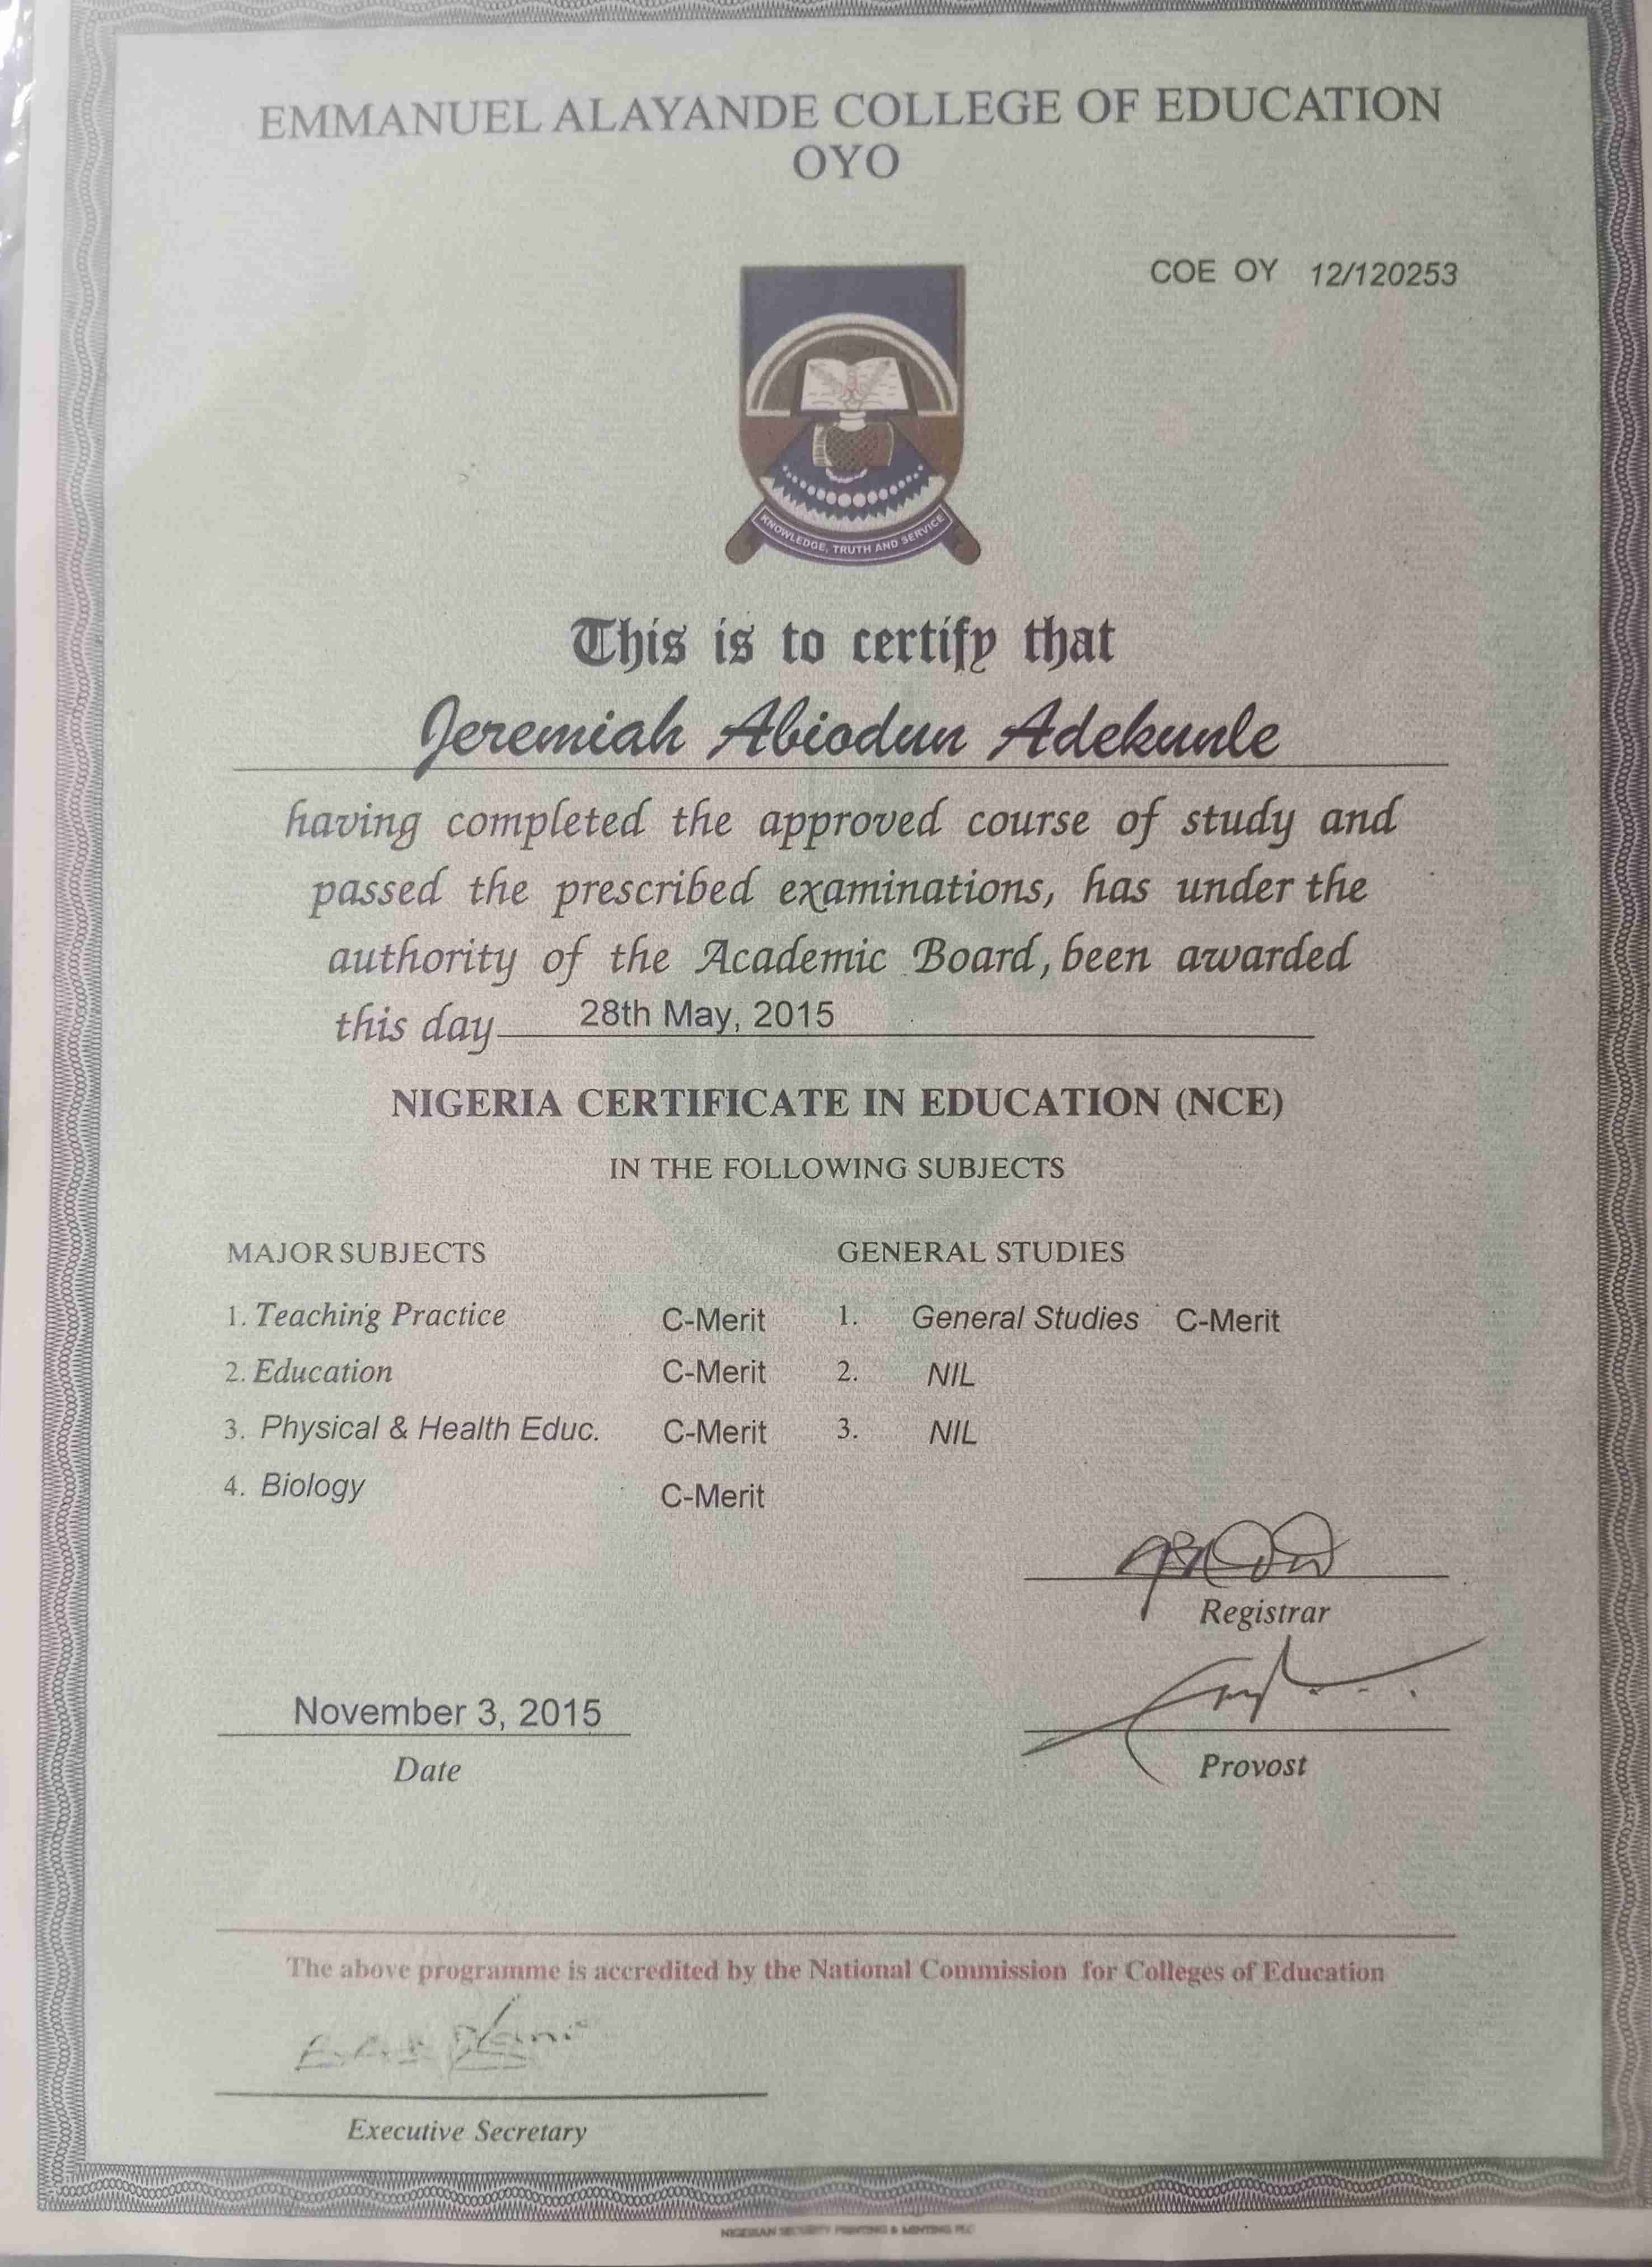 EMMANUEL ALAYANDE COLLEGE OF EDUCATION
OYO
COE OY 12/120253
KNOWLEDGE, TRUTH AND SERVICE
This is to certify that
Jeremiah Abiodun Adekunle
having completed the approved course of study and
passed the prescribed examinations, has under the
authority of the Academic Board, been awarded
this day 28th May, 2015
NIGERIA CERTIFICATE IN EDUCATION (NCE)
IN THE FOLLOWING SUBJECTS
MAJOR SUBJECTS GENERAL STUDIES
1. Teaching Practice C-Merit 1. General Studies C-Merit
2. Education C-Merit 2. NIL
3. Physical & Health Educ. C-Merit 3. NIL
4. Biology C-Merit
Registrar
November 3, 2015
Date
Provost
The above programme is accredited by the National Commission for Colleges of Education
Executive Secretary
NIGERIAN SECURITY PRINTING & MINTING PLC